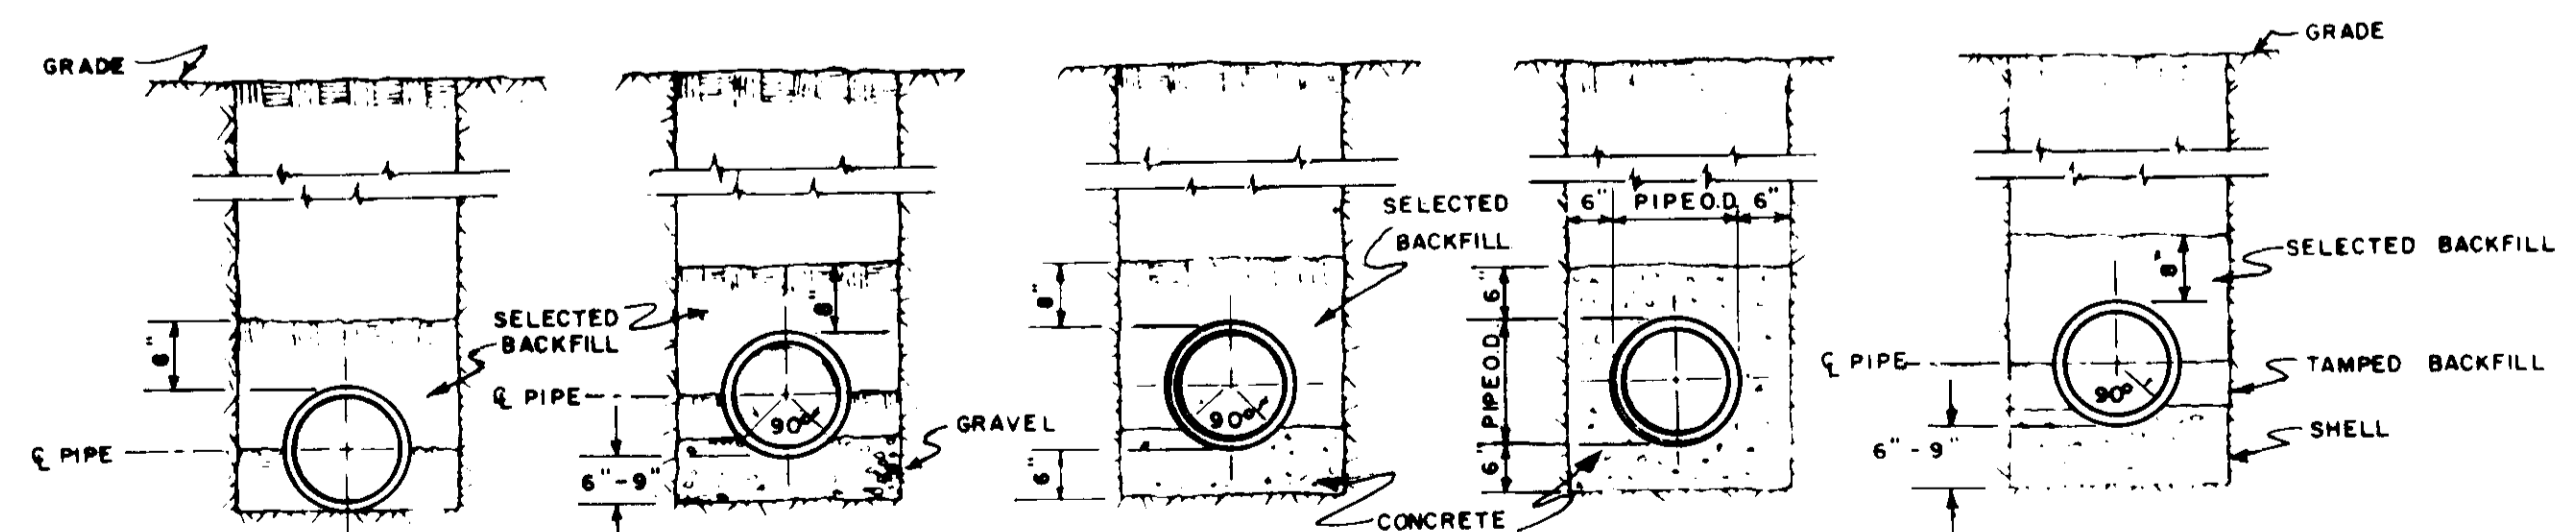 GRADE
8"
SELECTED
BACKFILL
℄ PIPE
8"
℄ PIPE
90°
6"-9"
GRAVEL
8"
SELECTED
BACKFILL
90°
6"
CONCRETE
6" PIPE O.D. 6"
6"
PIPE O.D.
6"
GRADE
8"
SELECTED BACKFILL
℄ PIPE
90°
TAMPED BACKFILL
6"-9"
SHELL